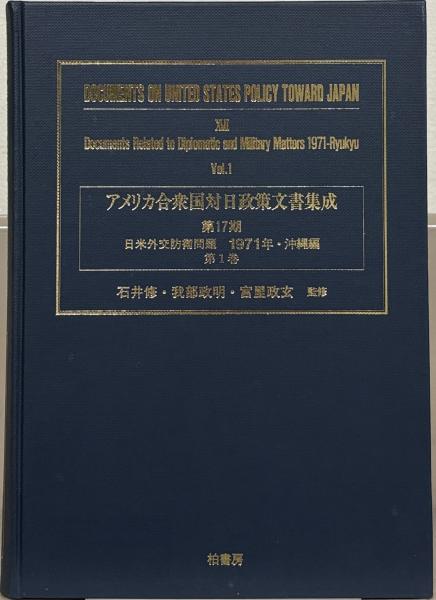 DOCUMENTS ON UNITED STATES POLICY TOWARD JAPAN
Documents Related to Diplomatic and Military Matters 1971-Ryukyu
Vol.1
アメリカ合衆国対日政策文書集成
第17期
日米外交防衛問題 1971年・沖縄編
第1巻
石井修・我部政明・宮里政玄 監修
柏書房